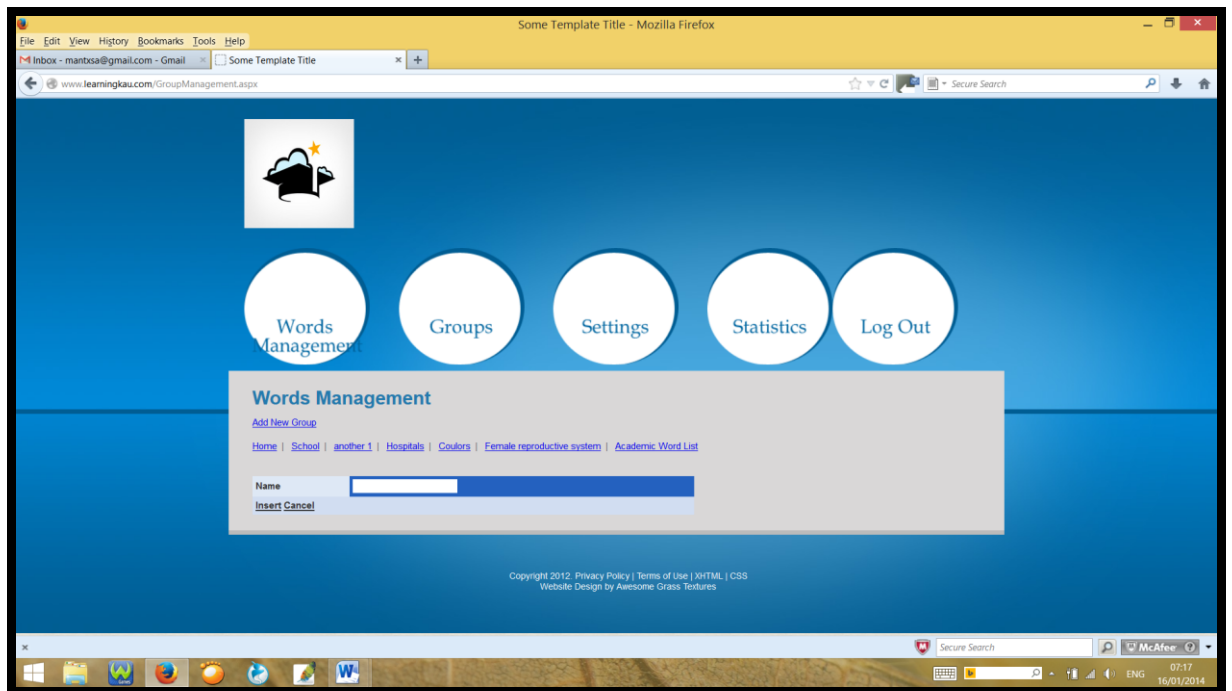 Some Template Title - Mozilla Firefox
File Edit View History Bookmarks Tools Help
Inbox - mantxsa@gmail.com - Gmail × Some Template Title × +
www.learningkau.com/GroupManagement.aspx
Secure Search
Words Management
Groups
Settings
Statistics
Log Out
Words Management
Add New Group
Home | School | another 1 | Hospitals | Coulors | Female reproductive system | Academic Word List
Name
Insert Cancel
Copyright 2012. Privacy Policy | Terms of Use | XHTML | CSS
Website Design by Awesome Grass Textures
× Secure Search McAfee
ENG 07:17
16/01/2014